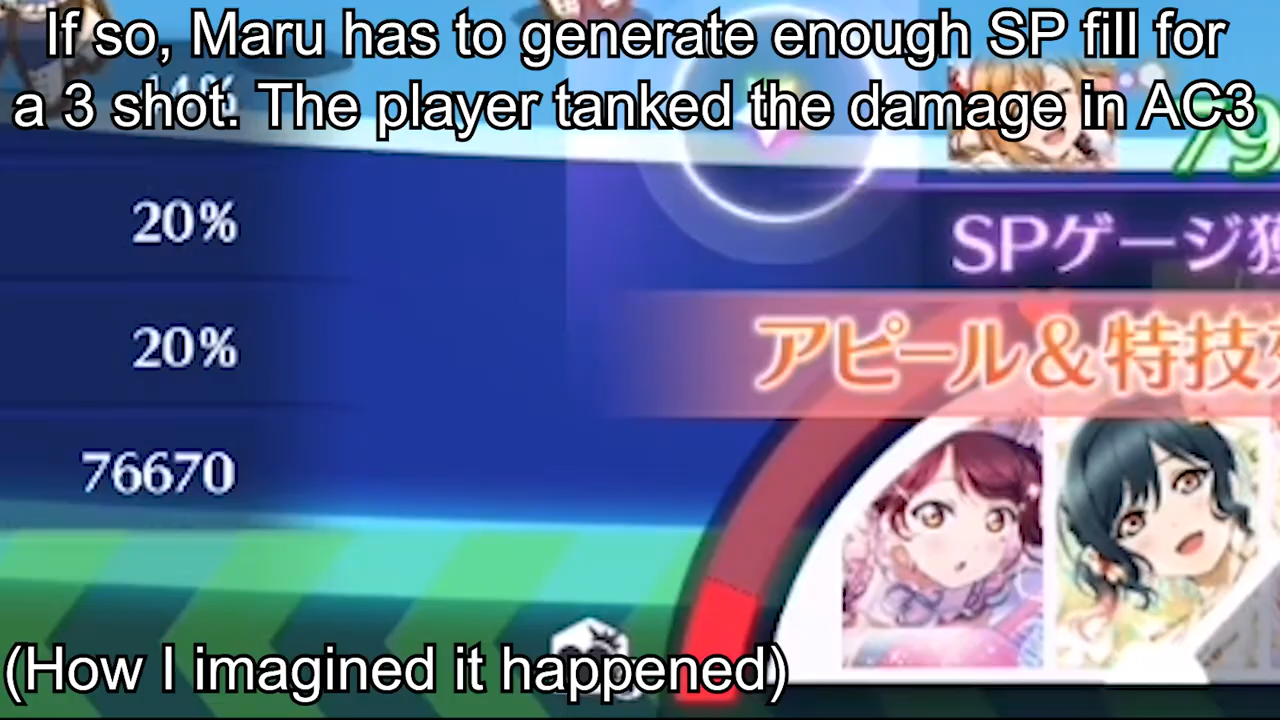 If so, Maru has to generate enough SP fill for
a 3 shot. The player tanked the damage in AC3
14%
79
20%
SPゲージ獲
20%
アピール&特技
76670
(How I imagined it happened)